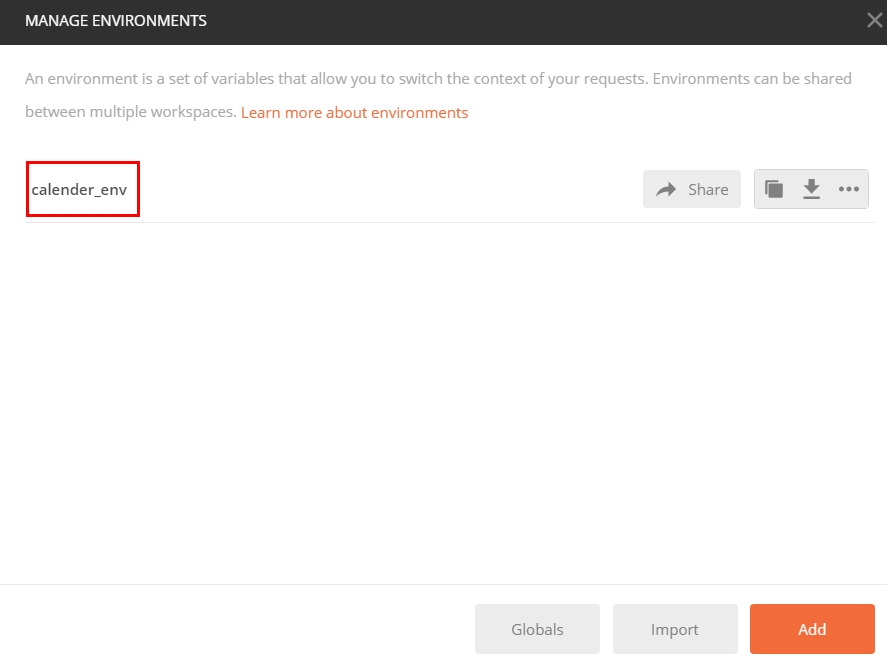 MANAGE ENVIRONMENTS
An environment is a set of variables that allow you to switch the context of your requests. Environments can be shared
between multiple workspaces. Learn more about environments
calender_env Share
Globals Import Add